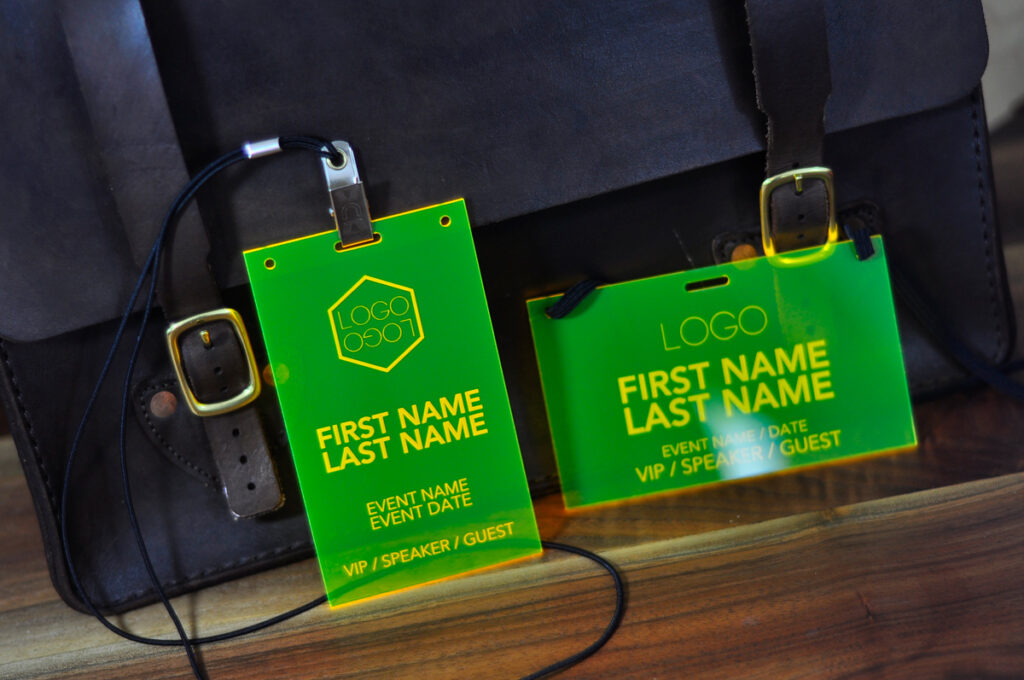 LOGO
LOGO
FIRST NAME
LAST NAME
EVENT NAME
EVENT DATE
VIP / SPEAKER / GUEST
LOGO
FIRST NAME
LAST NAME
EVENT NAME / DATE
VIP / SPEAKER / GUEST